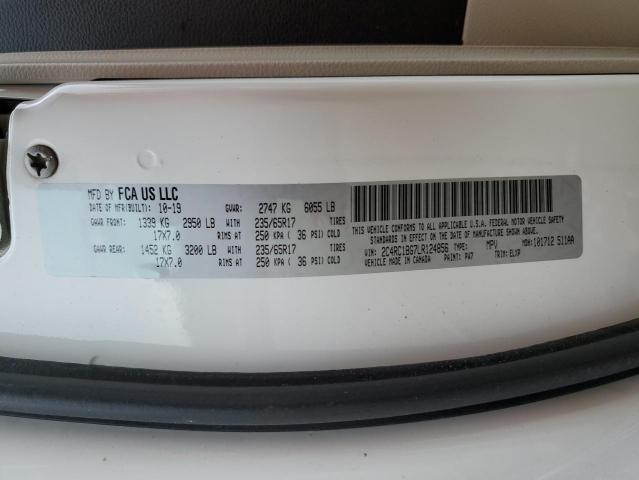 MFD BY FCA US LLC
DATE OF MFR(BUILT): 10-19 GVWR: 2747 KG 6055 LB
GAWR FRONT: 1339 KG 2950 LB WITH 235/65R17 TIRES
17X7.0 RIMS AT 250 KPA ( 36 PSI) COLD
GAWR REAR: 1452 KG 3200 LB WITH 235/65R17 TIRES
17X7.0 RIMS AT 250 KPA ( 36 PSI) COLD
THIS VEHICLE CONFORMS TO ALL APPLICABLE U.S.A. FEDERAL MOTOR VEHICLE SAFETY
STANDARDS IN EFFECT ON THE DATE OF MANUFACTURE SHOWN ABOVE.
VIN: 2C4RC1BG7LR124856 TYPE: MPV MDH: 101712 511AA
VEHICLE MADE IN CANADA PAINT: PW7 TRIM: ELXP